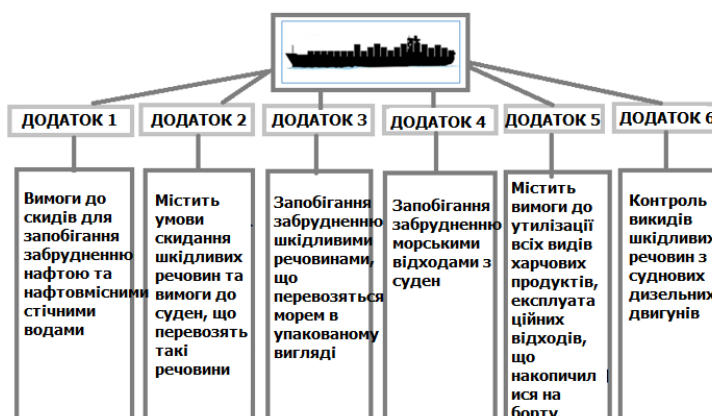 ДОДАТОК 1
ДОДАТОК 2
ДОДАТОК 3
ДОДАТОК 4
ДОДАТОК 5
ДОДАТОК 6
Вимоги до
скидів для
запобігання
забрудненню
нафтою та
нафтовмісними
стічними
водами
Містить
умови
скидання
шкідливих
речовин та
вимоги до
суден, що
перевозять
такі
речовини
Запобігання
забрудненню
шкідливими
речовинами,
що
перевозяться
морем в
упакованому
вигляді
Запобігання
забрудненню
морськими
відходами з
суден
Містить
вимоги до
утилізації
всіх видів
харчових
продуктів,
експлуата
ційних
відходів,
що
накопичил
ися на
борту
Контроль
викидів
шкідливих
речовин з
суднових
дизельних
двигунів